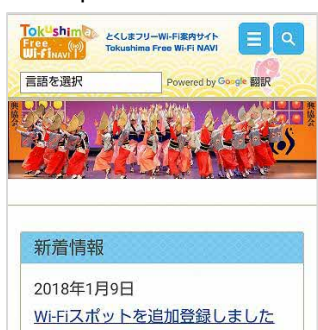 Tokushima
Free
Wi-Fi NAVI
とくしまフリーWi-Fi案内サイト
Tokushima Free Wi-Fi NAVI
言語を選択
Powered by Google 翻訳
新着情報
2018年1月9日
Wi-Fiスポットを追加登録しました